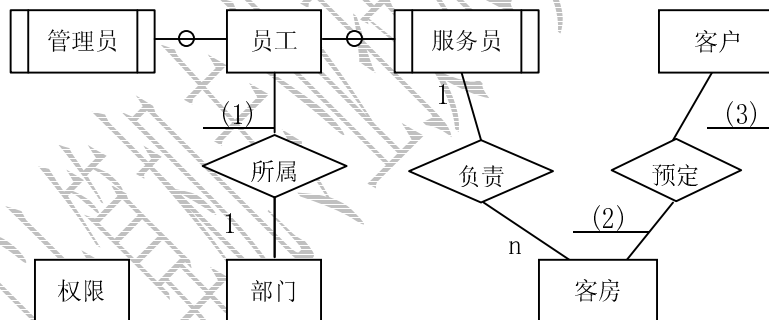 管理员 员工 服务员 客户
1
(1) (3)
所属 负责 预定
1 (2)
n
权限 部门 客房